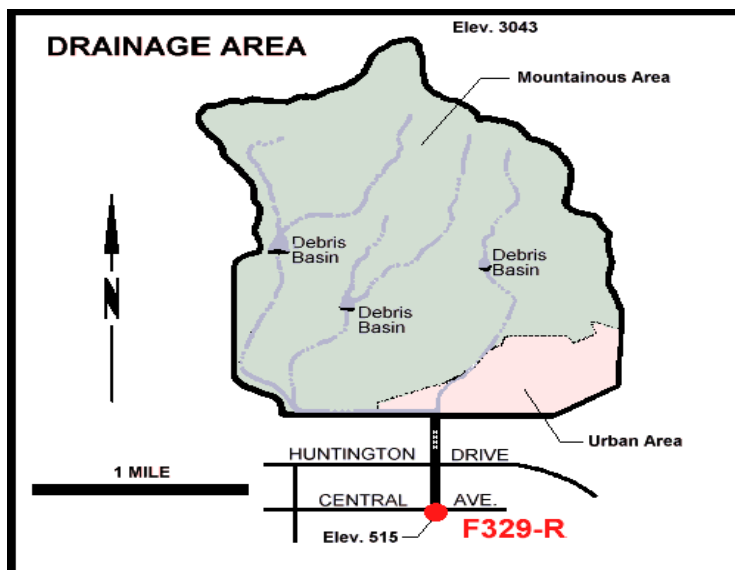 Elev. 3043
DRAINAGE AREA
Mountainous Area
Debris
Basin
Debris
Basin
N
Debris
Basin
Urban Area
HUNTINGTON DRIVE
1 MILE
CENTRAL AVE.
F329-R
Elev. 515